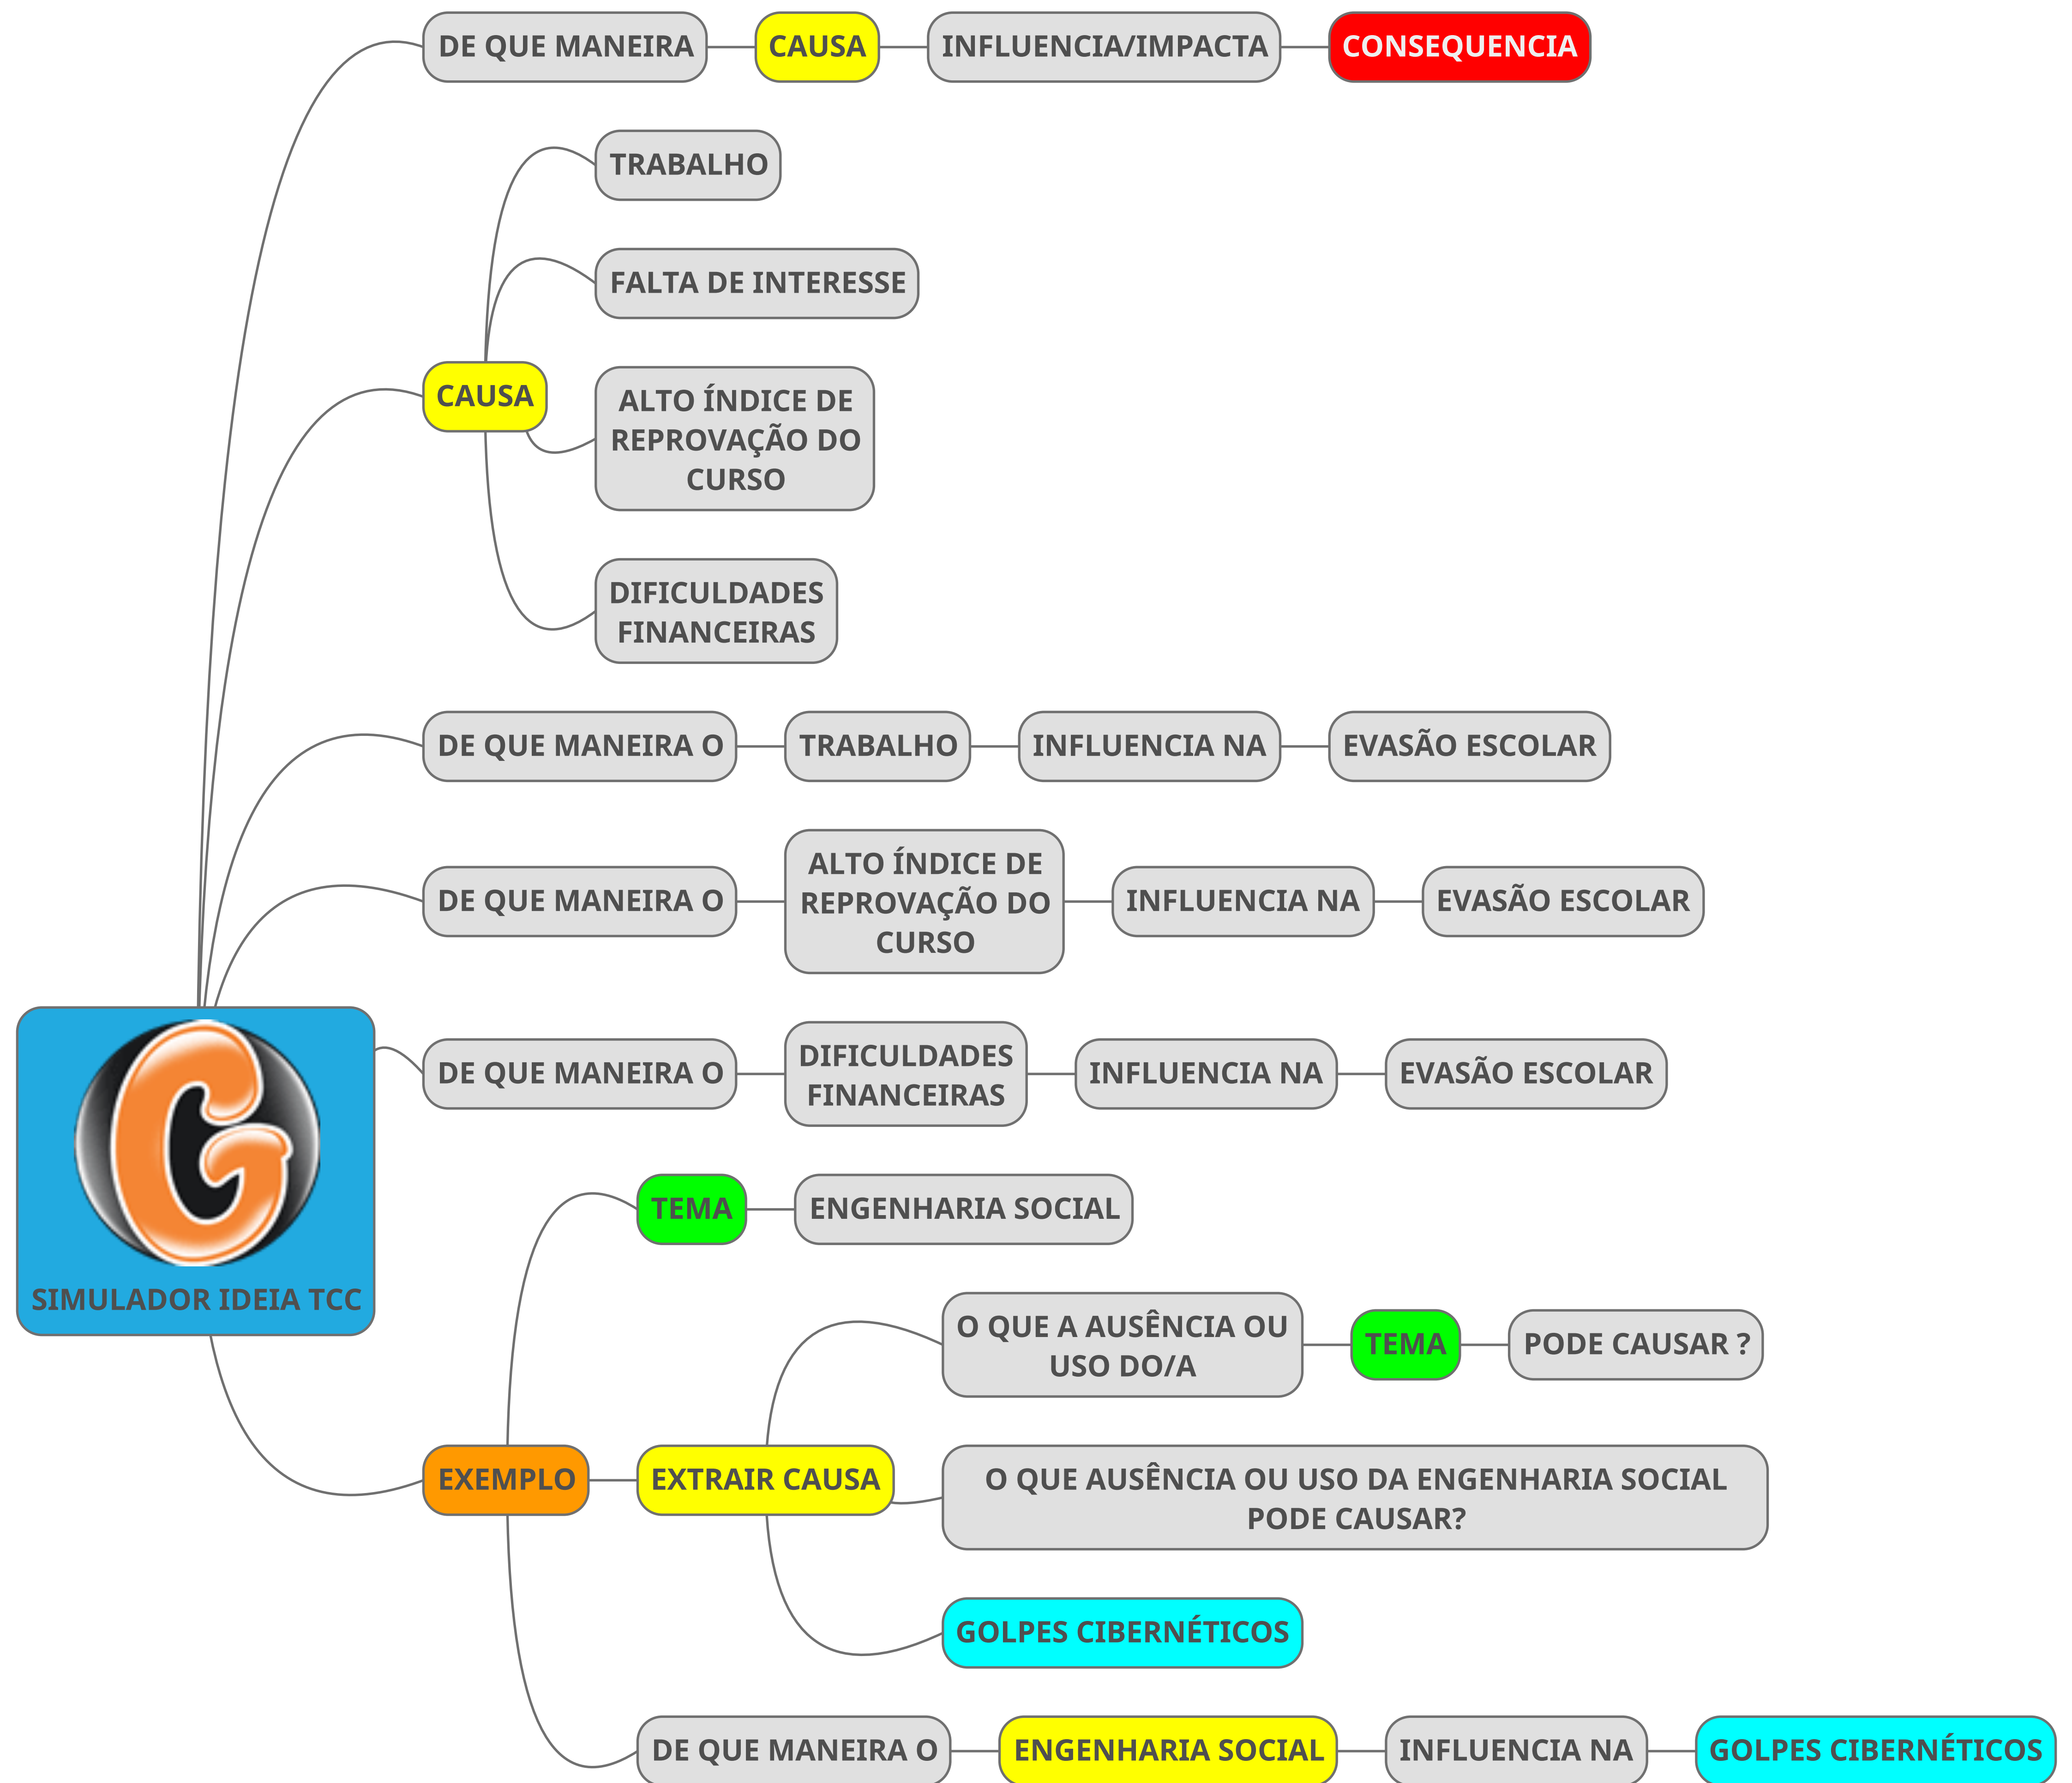 DE QUE MANEIRA
CAUSA
INFLUENCIA/IMPACTA
CONSEQUENCIA
TRABALHO
FALTA DE INTERESSE
CAUSA
ALTO ÍNDICE DE
REPROVAÇÃO DO
CURSO
DIFICULDADES
FINANCEIRAS
DE QUE MANEIRA O
TRABALHO
INFLUENCIA NA
EVASÃO ESCOLAR
DE QUE MANEIRA O
ALTO ÍNDICE DE
REPROVAÇÃO DO
CURSO
INFLUENCIA NA
EVASÃO ESCOLAR
DE QUE MANEIRA O
DIFICULDADES
FINANCEIRAS
INFLUENCIA NA
EVASÃO ESCOLAR
G
SIMULADOR IDEIA TCC
TEMA
ENGENHARIA SOCIAL
EXEMPLO
EXTRAIR CAUSA
O QUE A AUSÊNCIA OU
USO DO/A
TEMA
PODE CAUSAR ?
O QUE AUSÊNCIA OU USO DA ENGENHARIA SOCIAL
PODE CAUSAR?
GOLPES CIBERNÉTICOS
DE QUE MANEIRA O
ENGENHARIA SOCIAL
INFLUENCIA NA
GOLPES CIBERNÉTICOS